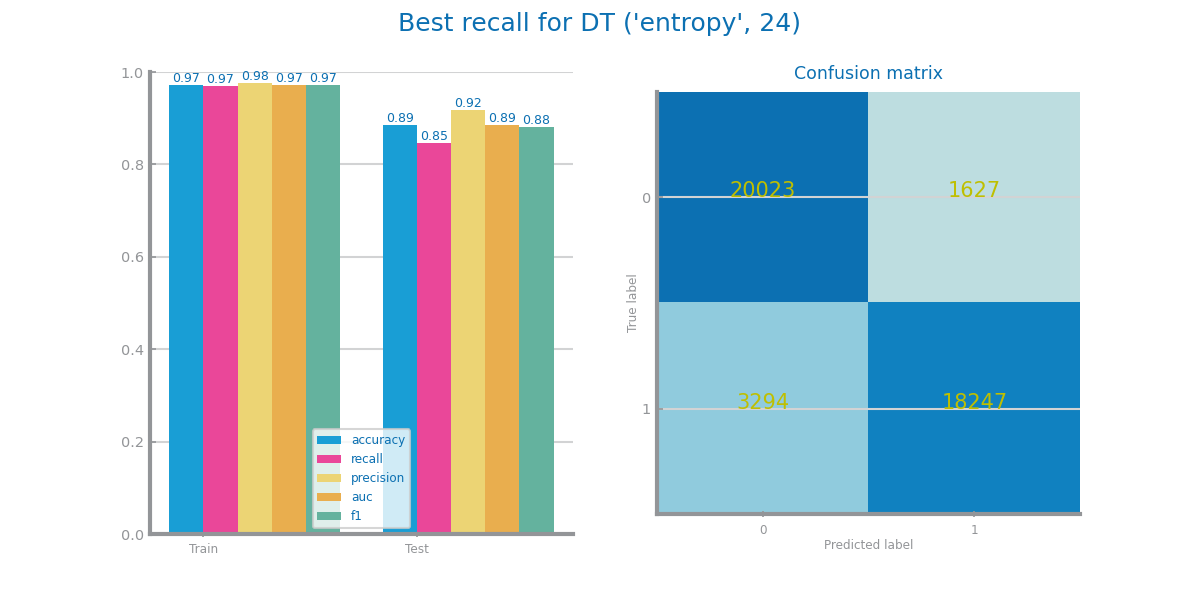 Best recall for DT ('entropy', 24)
1.0
0.8
0.6
0.4
0.2
0.0
0.97 0.97 0.98 0.97 0.97
0.89 0.85 0.92 0.89 0.88
accuracy
recall
precision
auc
f1
Train Test
Confusion matrix
True label
0
1
20023 1627
3294 18247
0 1
Predicted label